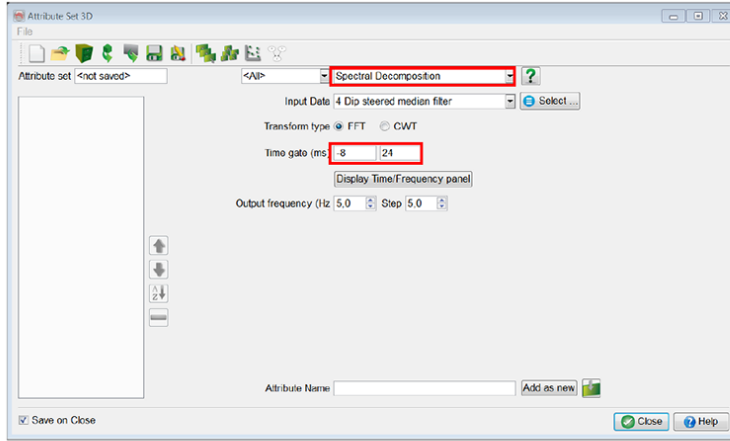 Attribute Set 3D
File
Attribute set <not saved> <All> Spectral Decomposition ?
Input Data 4 Dip steered median filter Select ...
Transform type FFT CWT
Time gate (ms) -8 24
Display Time/Frequency panel
Output frequency (Hz 5,0 Step 5,0
A
Z
Attribute Name Add as new
Save on Close Close ? Help